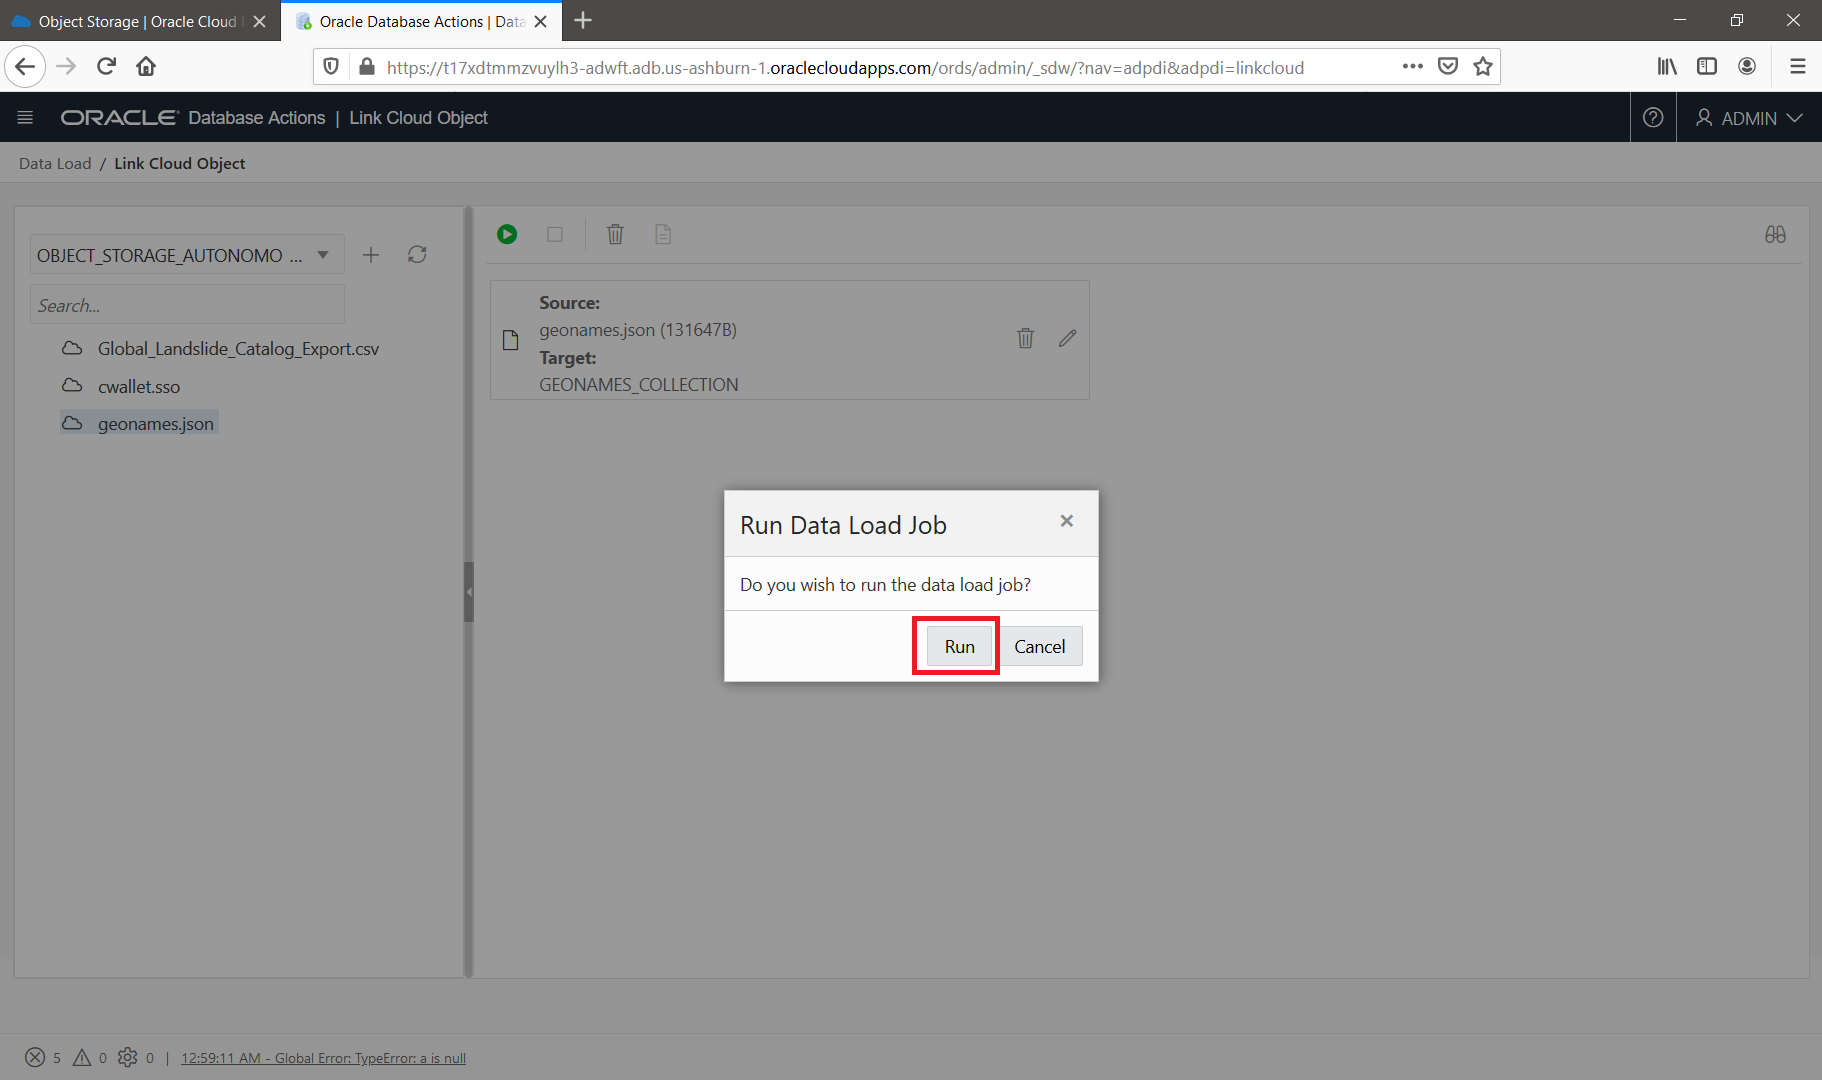 Object Storage | Oracle Cloud
Oracle Database Actions | Data
https://t17xdtmmzvuylh3-adwft.adb.us-ashburn-1.oraclecloudapps.com/ords/admin/_sdw/?nav=adpdi&adpdi=linkcloud
ORACLE Database Actions | Link Cloud Object
ADMIN
Data Load / Link Cloud Object
OBJECT_STORAGE_AUTONOMO ...
Search...
Global_Landslide_Catalog_Export.csv
cwallet.sso
geonames.json
Source:
geonames.json (131647B)
Target:
GEONAMES_COLLECTION
Run Data Load Job
Do you wish to run the data load job?
Run Cancel
5 0 0 | 12:59:11 AM - Global Error: TypeError: a is null